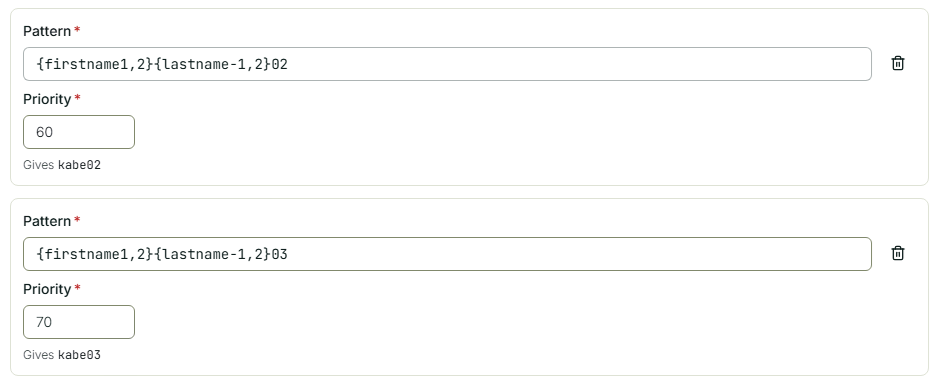 Pattern *
{firstname1,2}{lastname-1,2}02
Priority *
60
Gives kabe02
Pattern *
{firstname1,2}{lastname-1,2}03
Priority *
70
Gives kabe03